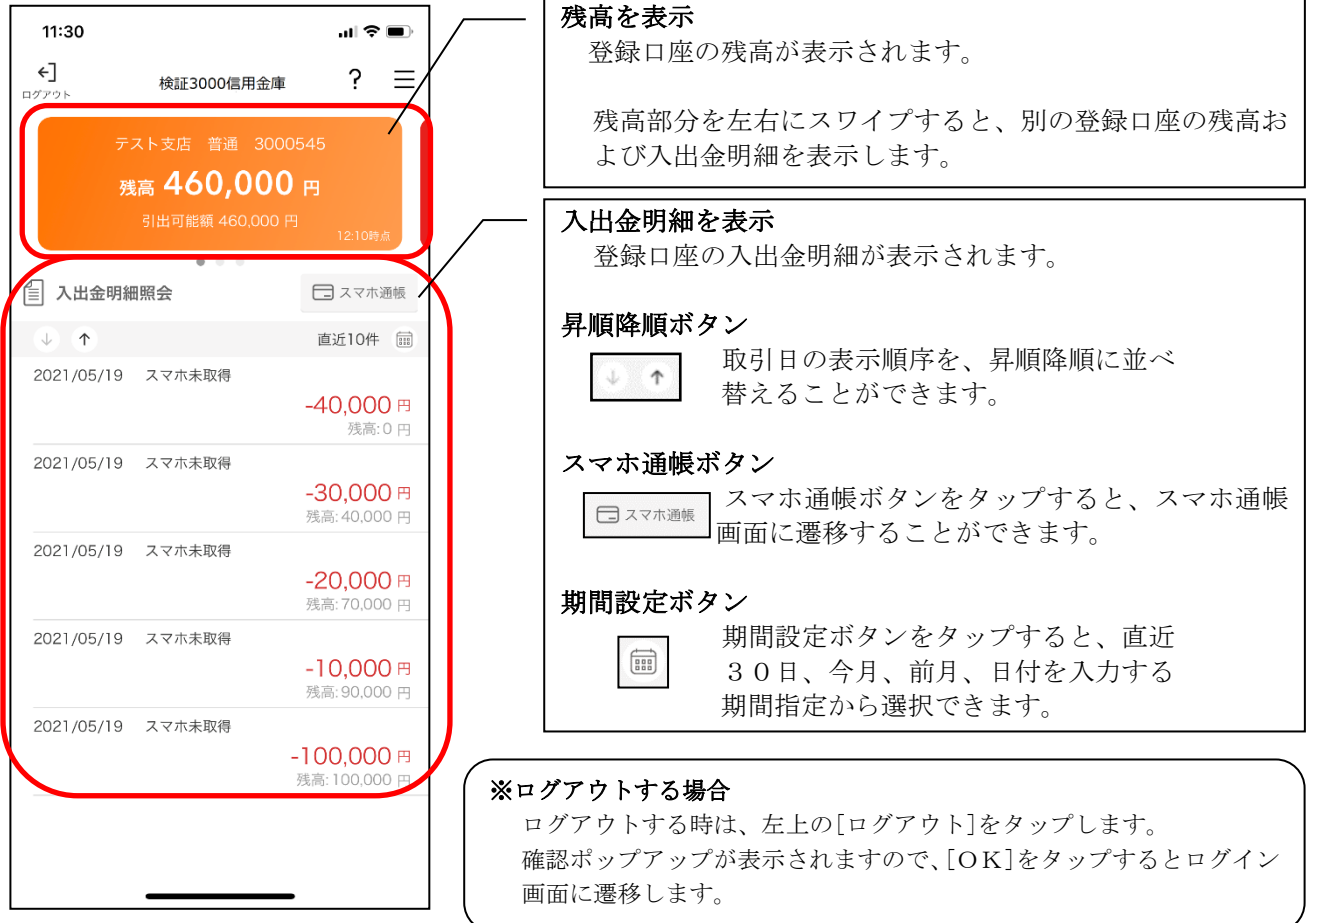 11:30
ログアウト
検証3000信用金庫
?
テスト支店 普通 3000545
残高 460,000 円
引出可能額 460,000 円
12:10時点
入出金明細照会
スマホ通帳
↓ ↑
直近10件
2021/05/19 スマホ未取得
-40,000 円
残高:0 円
2021/05/19 スマホ未取得
-30,000 円
残高:40,000 円
2021/05/19 スマホ未取得
-20,000 円
残高:70,000 円
2021/05/19 スマホ未取得
-10,000 円
残高:90,000 円
2021/05/19 スマホ未取得
-100,000 円
残高:100,000 円
残高を表示
登録口座の残高が表示されます。
残高部分を左右にスワイプすると、別の登録口座の残高お
よび入出金明細を表示します。
入出金明細を表示
登録口座の入出金明細が表示されます。
昇順降順ボタン
↓ ↑
取引日の表示順序を、昇順降順に並べ
替えることができます。
スマホ通帳ボタン
スマホ通帳
スマホ通帳ボタンをタップすると、スマホ通帳
画面に遷移することができます。
期間設定ボタン
期間設定ボタンをタップすると、直近
３０日、今月、前月、日付を入力する
期間指定から選択できます。
※ログアウトする場合
ログアウトする時は、左上の[ログアウト]をタップします。
確認ポップアップが表示されますので、[ＯＫ]をタップするとログイン
画面に遷移します。